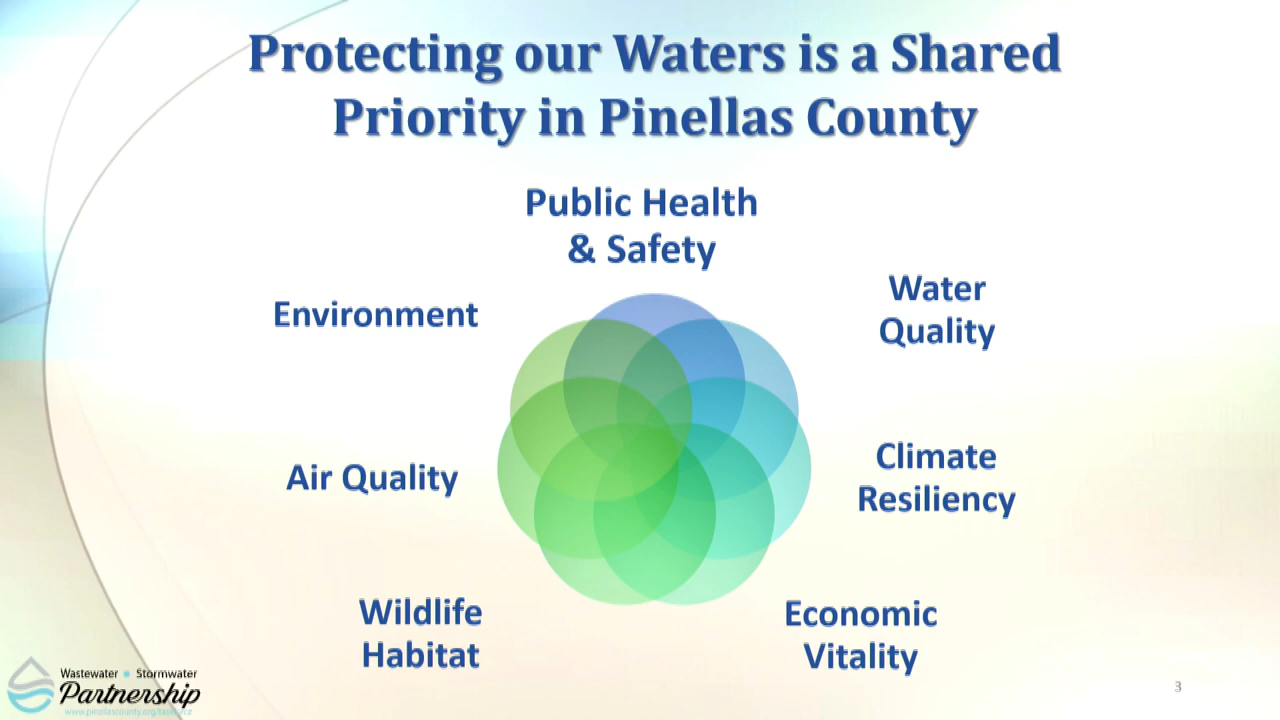 Protecting our Waters is a Shared
Priority in Pinellas County
Public Health
& Safety
Environment
Water
Quality
Air Quality
Climate
Resiliency
Wildlife
Habitat
Economic
Vitality
Wastewater Stormwater
Partnership
3